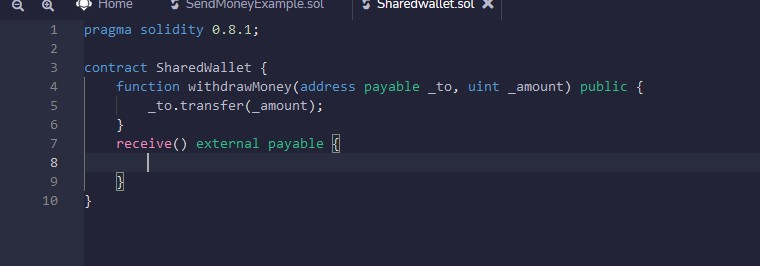 Home SendMoneyExample.sol Sharedwallet.sol
1 pragma solidity 0.8.1;
2
3 contract SharedWallet {
4 function withdrawMoney(address payable _to, uint _amount) public {
5 _to.transfer(_amount);
6 }
7 receive() external payable {
8
9 }
10 }